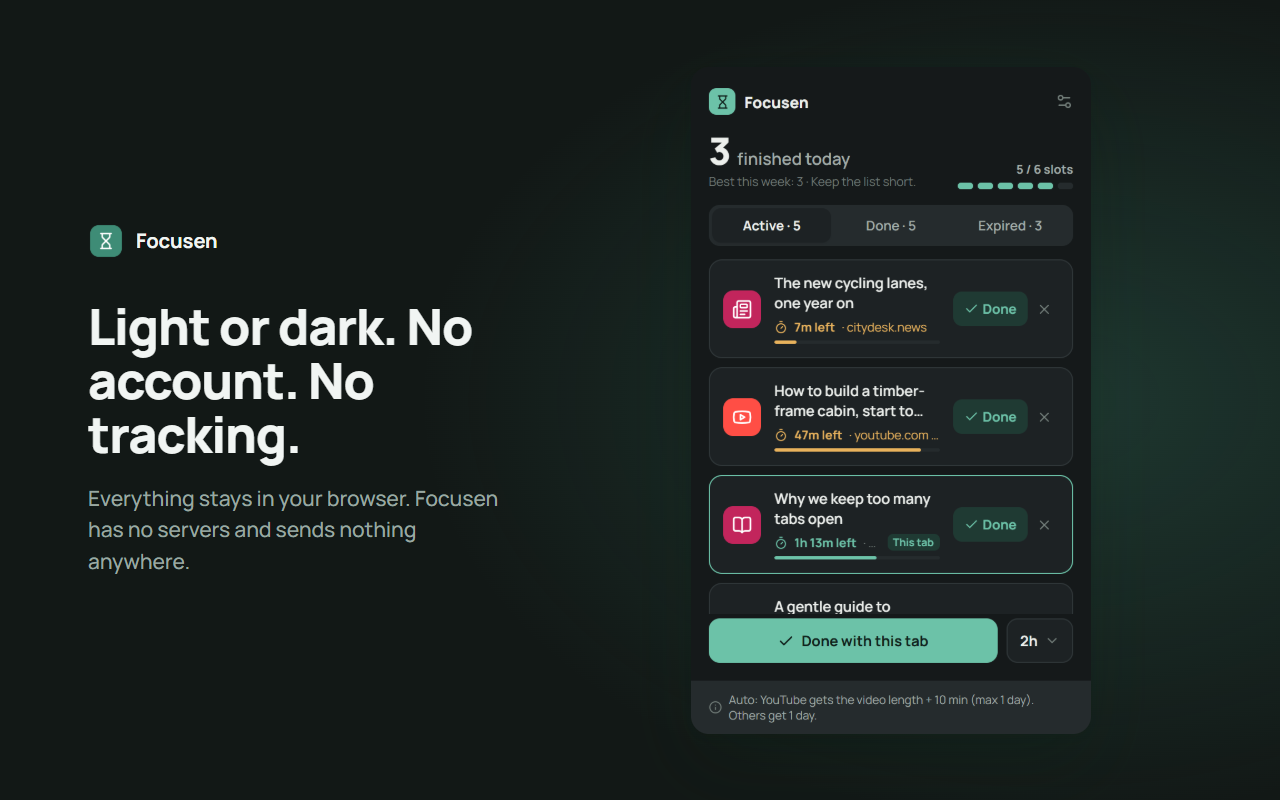 Focusen
Light or dark. No
account. No
tracking.
Everything stays in your browser. Focusen
has no servers and sends nothing
anywhere.
Focusen
3 finished today
Best this week: 3 · Keep the list short.
5 / 6 slots
Active · 5
Done · 5
Expired · 3
The new cycling lanes,
one year on
7m left · citydesk.news
Done
How to build a timber-
frame cabin, start to…
47m left · youtube.com …
Done
Why we keep too many
tabs open
1h 13m left · … This tab
Done
A gentle guide to
Done with this tab
2h
Auto: YouTube gets the video length + 10 min (max 1 day).
Others get 1 day.